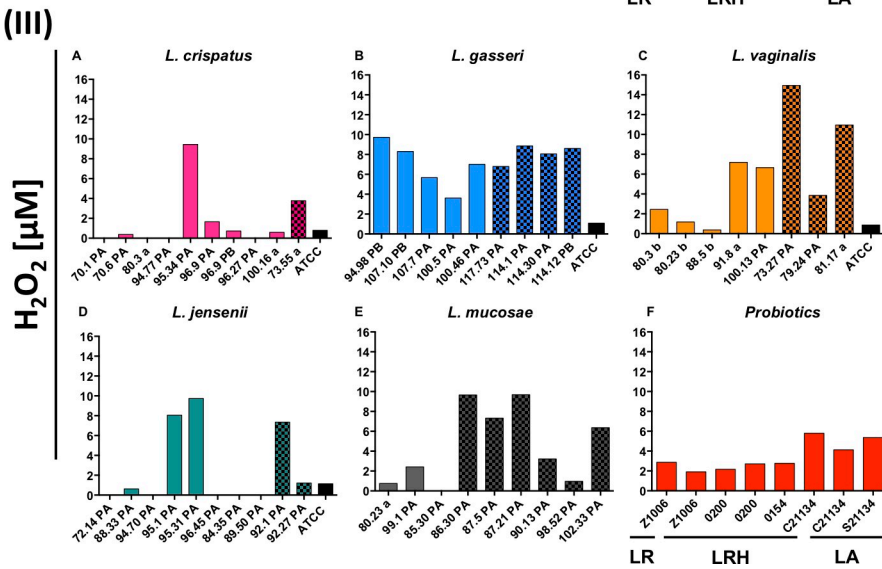 LR LRH LA
(III)
H2O2 [µM]
A L. crispatus
16
14
12
10
8
6
4
2
0
70.1 PA
70.6 PA
80.3 a
94.77 PA
95.34 PA
96.9 PA
96.9 PB
96.27 PA
100.16 a
73.55 a
ATCC
B L. gasseri
16
14
12
10
8
6
4
2
0
94.98 PB
107.10 PB
107.7 PA
100.5 PA
100.46 PA
117.73 PA
114.1 PA
114.30 PA
114.12 PB
ATCC
C L. vaginalis
16
14
12
10
8
6
4
2
0
80.3 b
80.23 b
88.5 b
91.8 a
100.13 PA
73.27 PA
79.24 PA
81.17 a
ATCC
D L. jensenii
16
14
12
10
8
6
4
2
0
72.14 PA
88.33 PA
94.70 PA
95.1 PA
95.31 PA
96.45 PA
84.35 PA
89.50 PA
92.1 PA
92.27 PA
ATCC
E L. mucosae
16
14
12
10
8
6
4
2
0
80.23 a
99.1 PA
85.30 PA
86.30 PA
87.5 PA
87.21 PA
90.13 PA
98.52 PA
102.33 PA
F Probiotics
16
14
12
10
8
6
4
2
0
Z1006
Z1006
0200
0200
0154
C21134
C21134
S21134
LR LRH LA